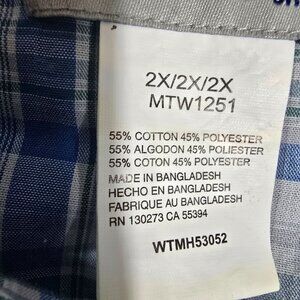 2X/2X/2X
MTW1251
55% COTTON 45% POLYESTER
55% ALGODON 45% POLIESTER
55% COTON 45% POLYESTER
MADE IN BANGLADESH
HECHO EN BANGLADESH
FABRIQUE AU BANGLADESH
RN 130273 CA 55394
WTMH53052